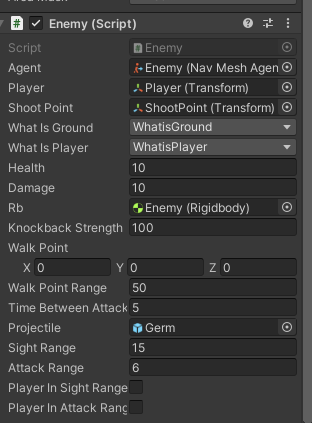 Enemy (Script)
Script Enemy
Agent Enemy (Nav Mesh Agen
Player Player (Transform)
Shoot Point ShootPoint (Transform)
What Is Ground WhatisGround
What Is Player WhatisPlayer
Health 10
Damage 10
Rb Enemy (Rigidbody)
Knockback Strength 100
Walk Point
X 0 Y 0 Z 0
Walk Point Range 50
Time Between Attack 5
Projectile Germ
Sight Range 15
Attack Range 6
Player In Sight Range
Player In Attack Rang